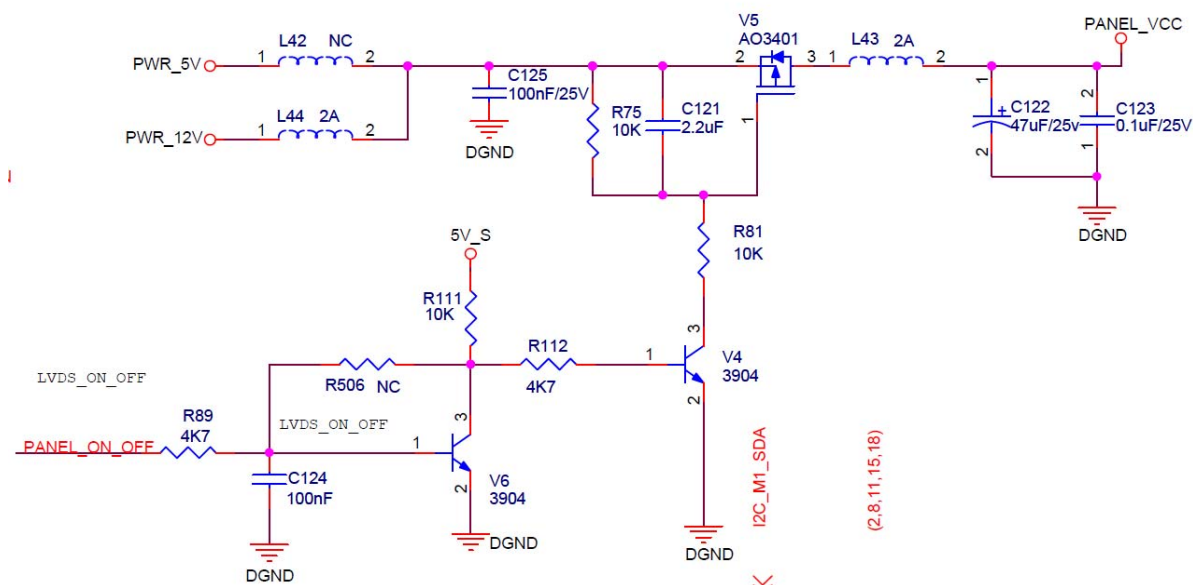 V5
AO3401
PANEL_VCC
L42 NC
L43 2A
PWR_5V
1 2
2 3
1 2
C125
100nF/25V
R75
10K
C121
2.2uF
1
1
2
C122
47uF/25v
C123
0.1uF/25V
L44 2A
PWR_12V
1 2
+
2
1
DGND
DGND
5V_S
R81
10K
R111
10K
R112
4K7
3
1
V4
3904
2
R506 NC
LVDS_ON_OFF
R89
4K7
PANEL_ON_OFF
LVDS_ON_OFF
3
1
C124
100nF
V6
3904
2
DGND
DGND
DGND
I2C_M1_SDA
(2,8,11,15,18)